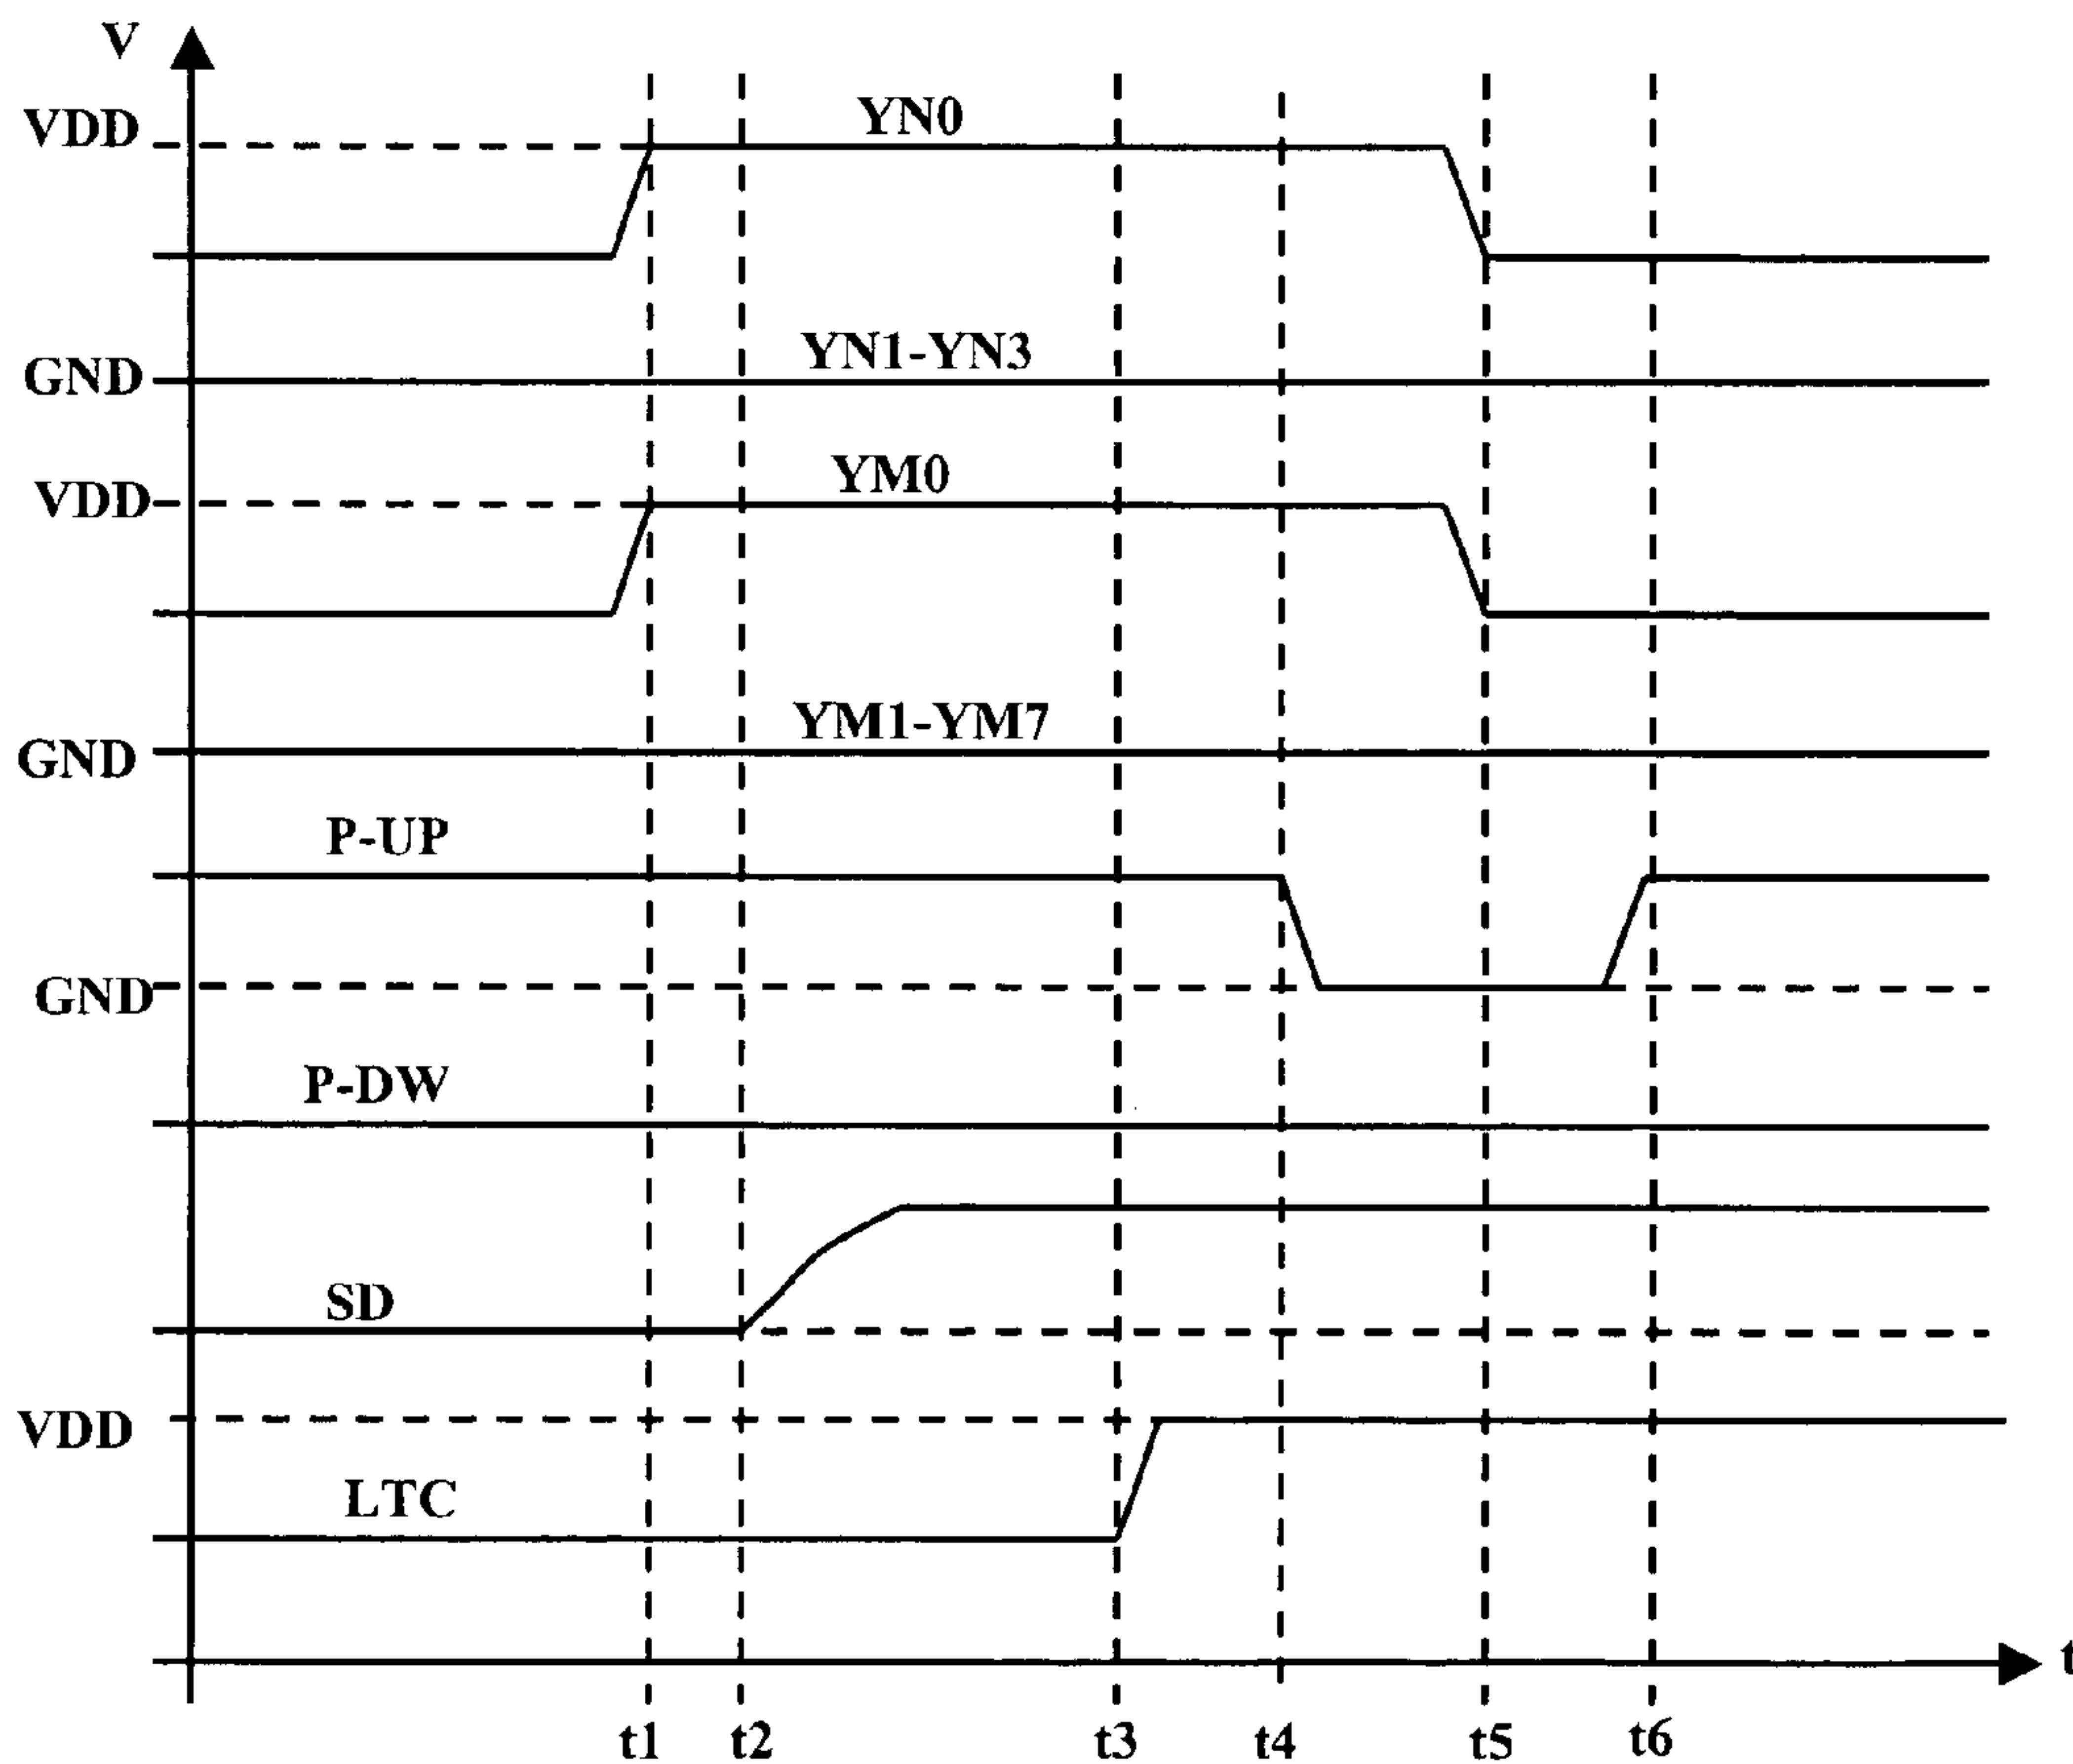 V
VDD
YN0
GND
YN1-YN3
VDD
YM0
GND
YM1-YM7
P-UP
GND
P-DW
SD
VDD
LTC
t
t1 t2 t3 t4 t5 t6